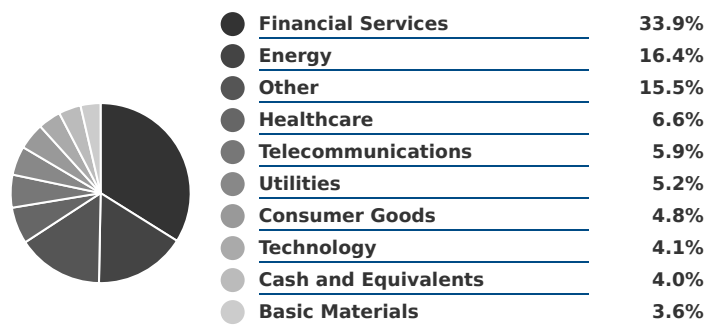 Financial Services 33.9%
Energy 16.4%
Other 15.5%
Healthcare 6.6%
Telecommunications 5.9%
Utilities 5.2%
Consumer Goods 4.8%
Technology 4.1%
Cash and Equivalents 4.0%
Basic Materials 3.6%